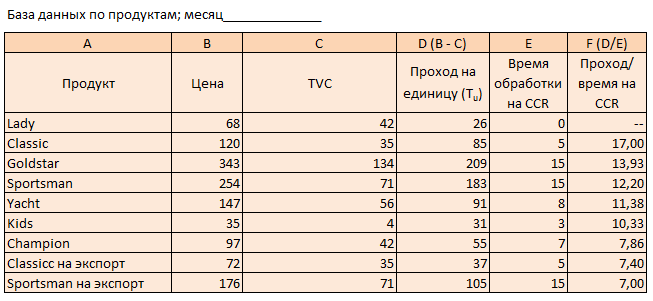 База данных по продуктам; месяц______________
A B C D (B - C) E F (D/E)
Продукт Цена TVC Проход на единицу (Tu) Время обработки на CCR Проход/ время на CCR
Lady 68 42 26 0 --
Classic 120 35 85 5 17,00
Goldstar 343 134 209 15 13,93
Sportsman 254 71 183 15 12,20
Yacht 147 56 91 8 11,38
Kids 35 4 31 3 10,33
Champion 97 42 55 7 7,86
Classicc на экспорт 72 35 37 5 7,40
Sportsman на экспорт 176 71 105 15 7,00